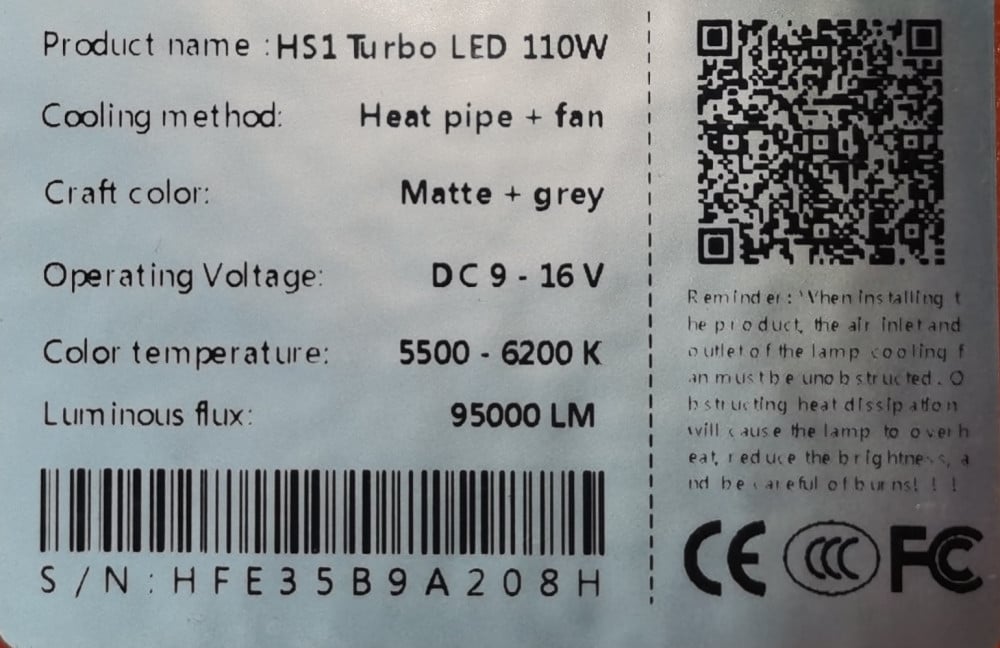 Product name : HS1 Turbo LED 110W
Cooling method: Heat pipe + fan
Craft color: Matte + grey
Operating Voltage: DC 9 - 16 V
Color temperature: 5500 - 6200 K
Luminous flux: 95000 LM
S/N:HFE35B9A208H
Reminder: When installing t
he product, the air inlet and
outlet of the lamp cooling f
an must be unobstructed. O
bstructing heat dissipation
will cause the lamp to overh
eat, reduce the brightness, a
nd be careful of burns! ! !
CE CCC FC